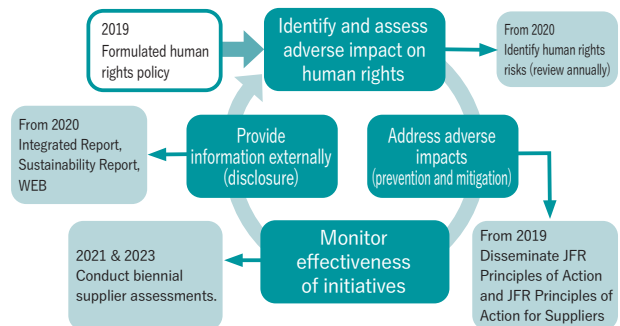 2019
Formulated human
rights policy
Identify and assess
adverse impact on
human rights
From 2020
Identify human rights
risks (review annually)
From 2020
Integrated Report,
Sustainability Report,
WEB
Provide
information externally
(disclosure)
Address adverse
impacts
(prevention and mitigation)
2021 & 2023
Conduct biennial
supplier assessments.
Monitor
effectiveness
of initiatives
From 2019
Disseminate JFR
Principles of Action
and JFR Principles of
Action for Suppliers